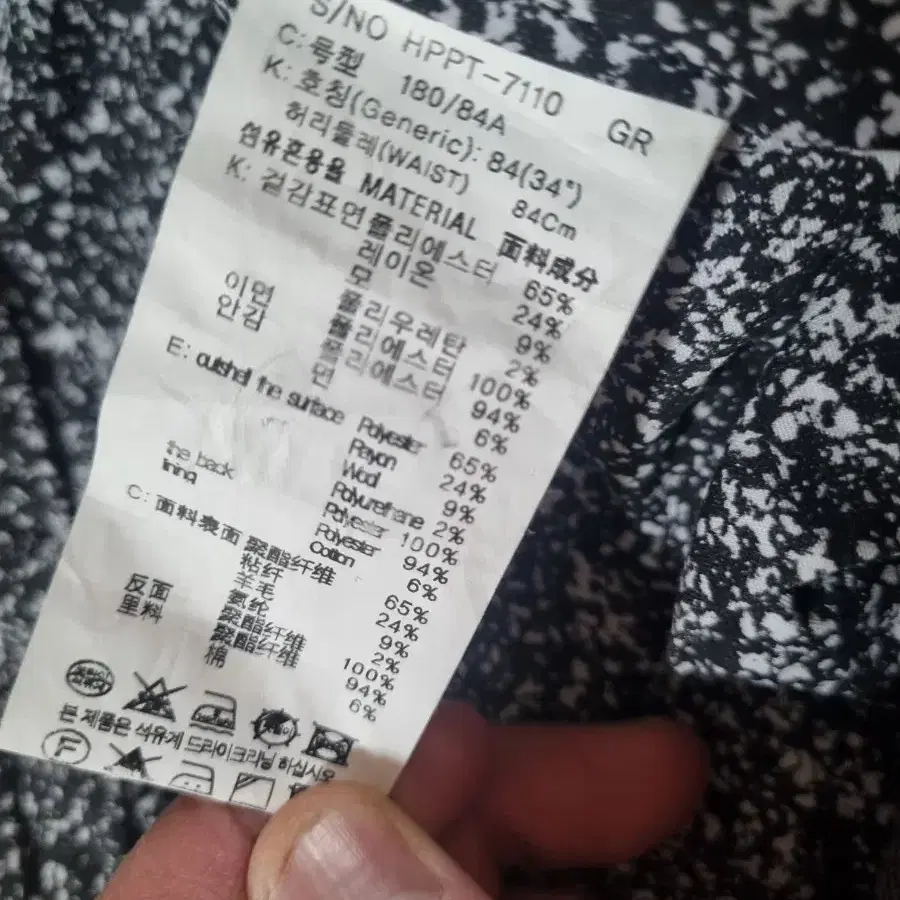 S/NO HPPT-7110 GR
C: 号型 180/84A
K: 호칭(Generic): 84(34")
허리둘레(WAIST) 84Cm
섬유혼용율 MATERIAL 面料成分
K: 겉감표면 폴리에스터 65%
레이온 24%
모 9%
폴리우레탄 2%
이면 폴리에스터 100%
안감 폴리에스터 94%
면 6%
E: outshell the surface Polyester 65%
Rayon 24%
Wool 9%
Polyurethane 2%
the back Polyester 100%
lining Polyester 94%
Cotton 6%
C: 面料表面 聚酯纤维 65%
粘纤 24%
羊毛 9%
氨纶 2%
反面 聚酯纤维 100%
里料 聚酯纤维 94%
棉 6%
본 제품은 석유계 드라이크리닝 하십시오
F